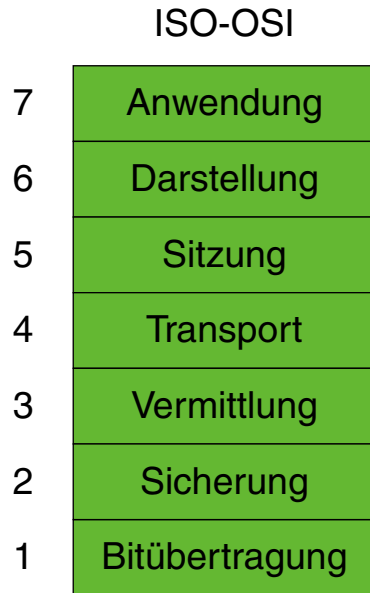 ISO-OSI
7 Anwendung
6 Darstellung
5 Sitzung
4 Transport
3 Vermittlung
2 Sicherung
1 Bitübertragung